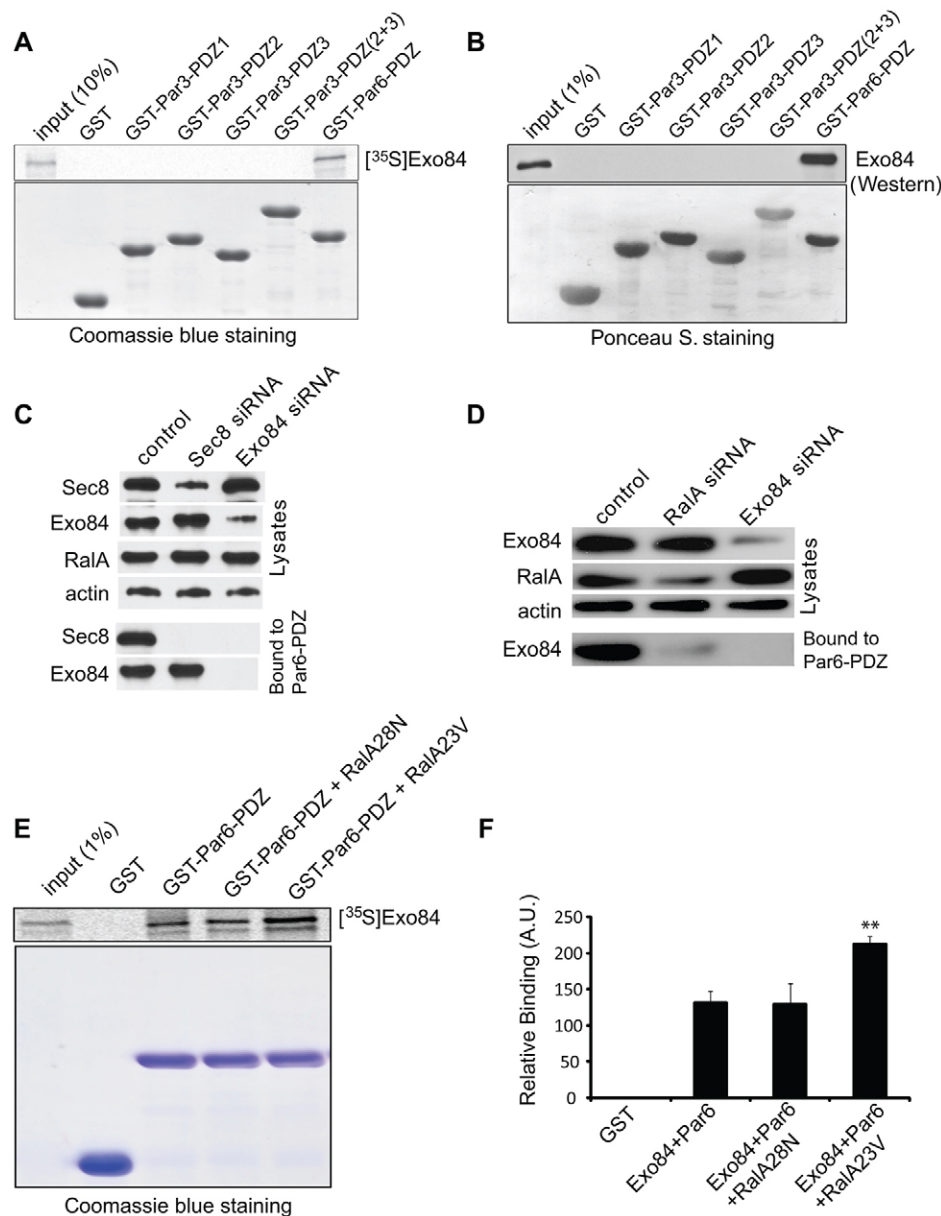 A
input (10%)
GST
GST-Par3-PDZ1
GST-Par3-PDZ2
GST-Par3-PDZ3
GST-Par3-PDZ(2+3)
GST-Par6-PDZ
[³⁵S]Exo84
Coomassie blue staining
B
input (1%)
GST
GST-Par3-PDZ1
GST-Par3-PDZ2
GST-Par3-PDZ3
GST-Par3-PDZ(2+3)
GST-Par6-PDZ
Exo84
(Western)
Ponceau S. staining
C
control
Sec8 siRNA
Exo84 siRNA
Sec8
Exo84
RalA
actin
Lysates
Sec8
Exo84
Bound to
Par6-PDZ
D
control
RalA siRNA
Exo84 siRNA
Exo84
RalA
actin
Lysates
Exo84
Bound to
Par6-PDZ
E
input (1%)
GST
GST-Par6-PDZ
GST-Par6-PDZ + RalA28N
GST-Par6-PDZ + RalA23V
[³⁵S]Exo84
Coomassie blue staining
F
Relative Binding (A.U.)
250
200
150
100
50
0
**
GST
Exo84+Par6
Exo84+Par6
+RalA28N
Exo84+Par6
+RalA23V